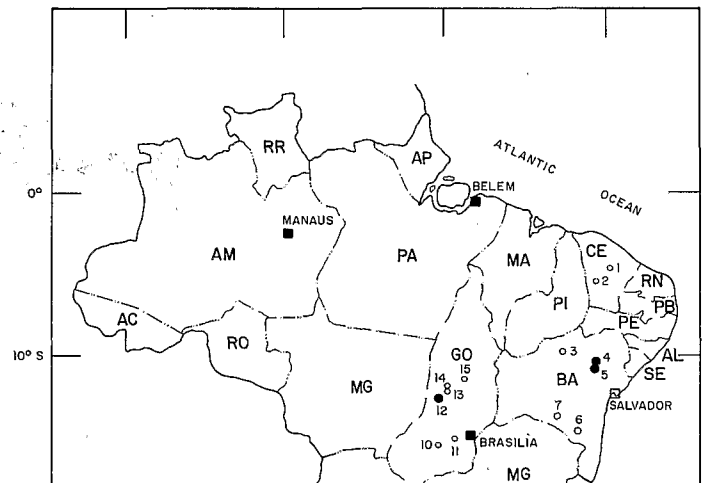 RR
AP
ATLANTIC
OCEAN
BELEM
0°
MANAUS
AM
PA
MA
CE
1
2
RN
PI
PB
AC
RO
PE
10° S
GO
3
4
5
AL
SE
MG
BA
14
15
13
12
SALVADOR
7
6
10
11
BRASILIA
MG